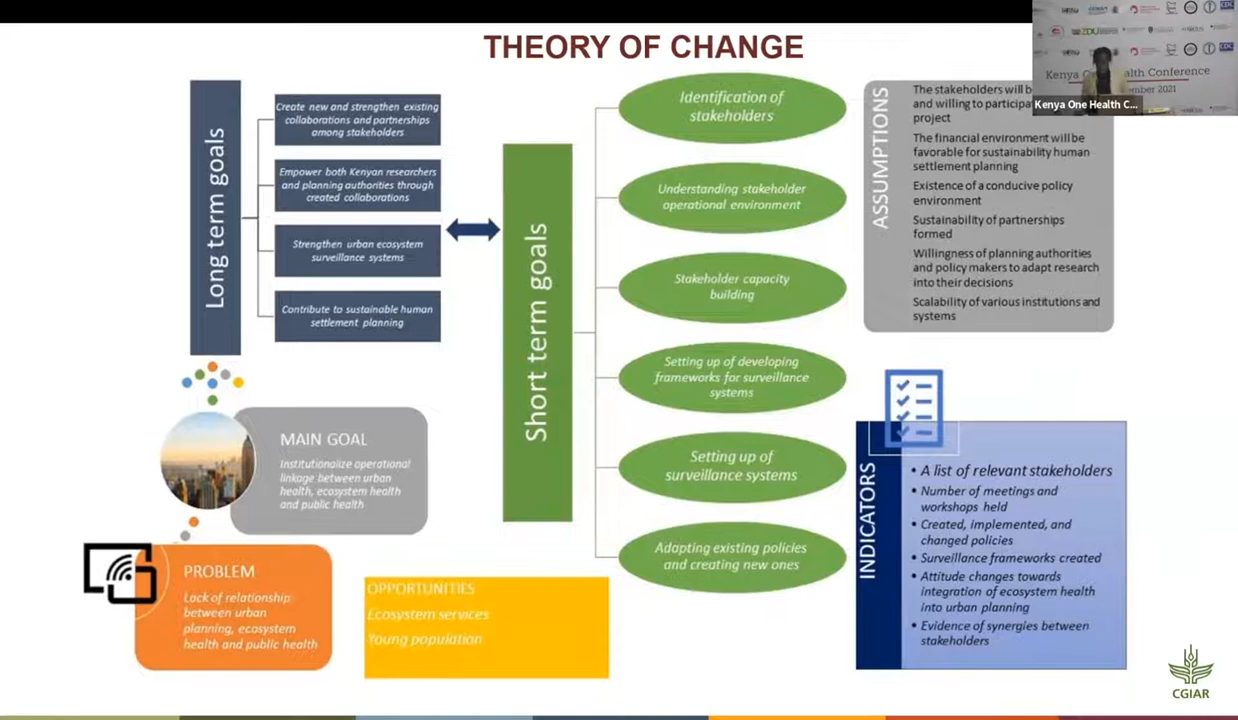 THEORY OF CHANGE
Long term goals
Create new and strengthen existing
collaborations and partnerships
among stakeholders
Empower both Kenyan researchers
and planning authorities through
created collaborations
Strengthen urban ecosystem
surveillance systems
Contribute to sustainable human
settlement planning
MAIN GOAL
Institutionalize operational
linkage between urban
health, ecosystem health
and public health
PROBLEM
Lack of relationship
between urban
planning, ecosystem
health and public health
OPPORTUNITIES
Ecosystem services
Young population
Short term goals
Identification of
stakeholders
Understanding stakeholder
operational environment
Stakeholder capacity
building
Setting up of developing
frameworks for surveillance
systems
Setting up of
surveillance systems
Adapting existing policies
and creating new ones
ASSUMPTIONS
The stakeholders will
and willing to
project
The financial environment will be
favorable for sustainability human
settlement planning
Existence of a conducive policy
environment
Sustainability of partnerships
formed
Willingness of planning authorities
and policy makers to adapt research
into their decisions
Scalability of various institutions and
systems
INDICATORS
• A list of relevant stakeholders
• Number of meetings and
workshops held
• Created, implemented, and
changed policies
• Surveillance frameworks created
• Attitude changes towards
integration of ecosystem health
into urban planning
• Evidence of synergies between
stakeholders
Kenya Health Conference
2021
Kenya One Health C...
CGIAR